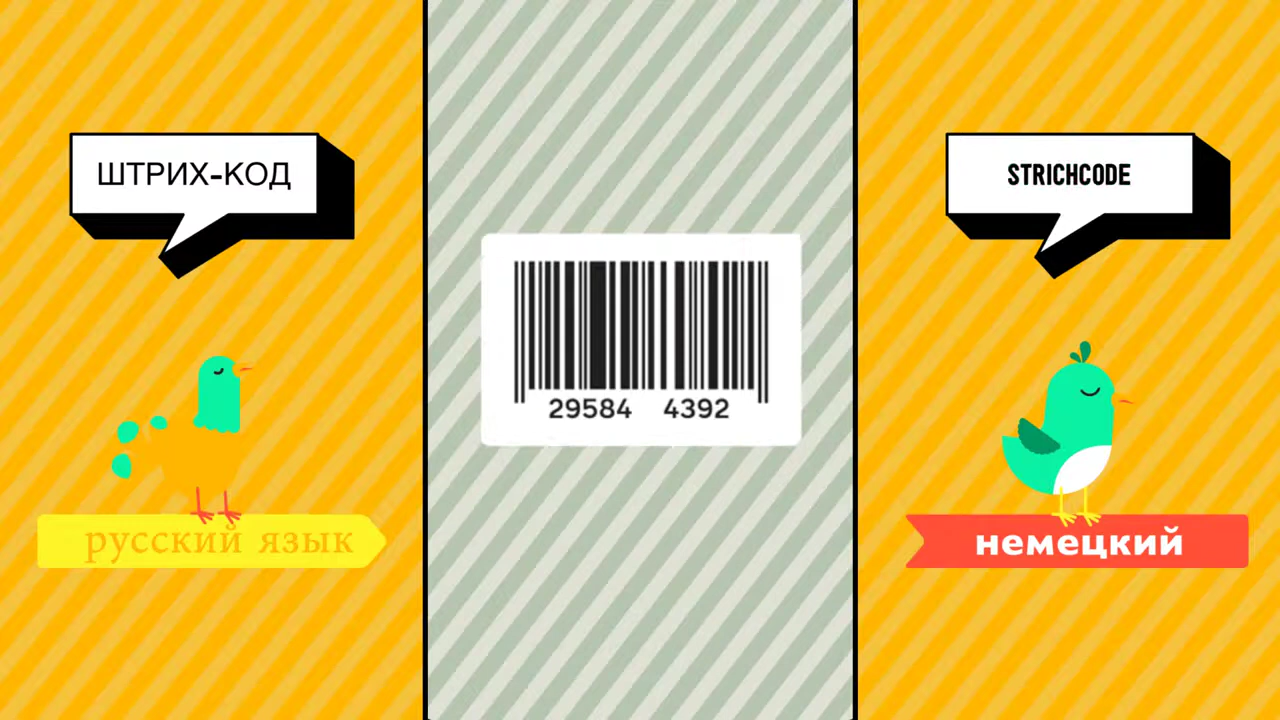 ШТРИХ-КОД
русский язык
29584 4392
STRICHCODE
немецкий